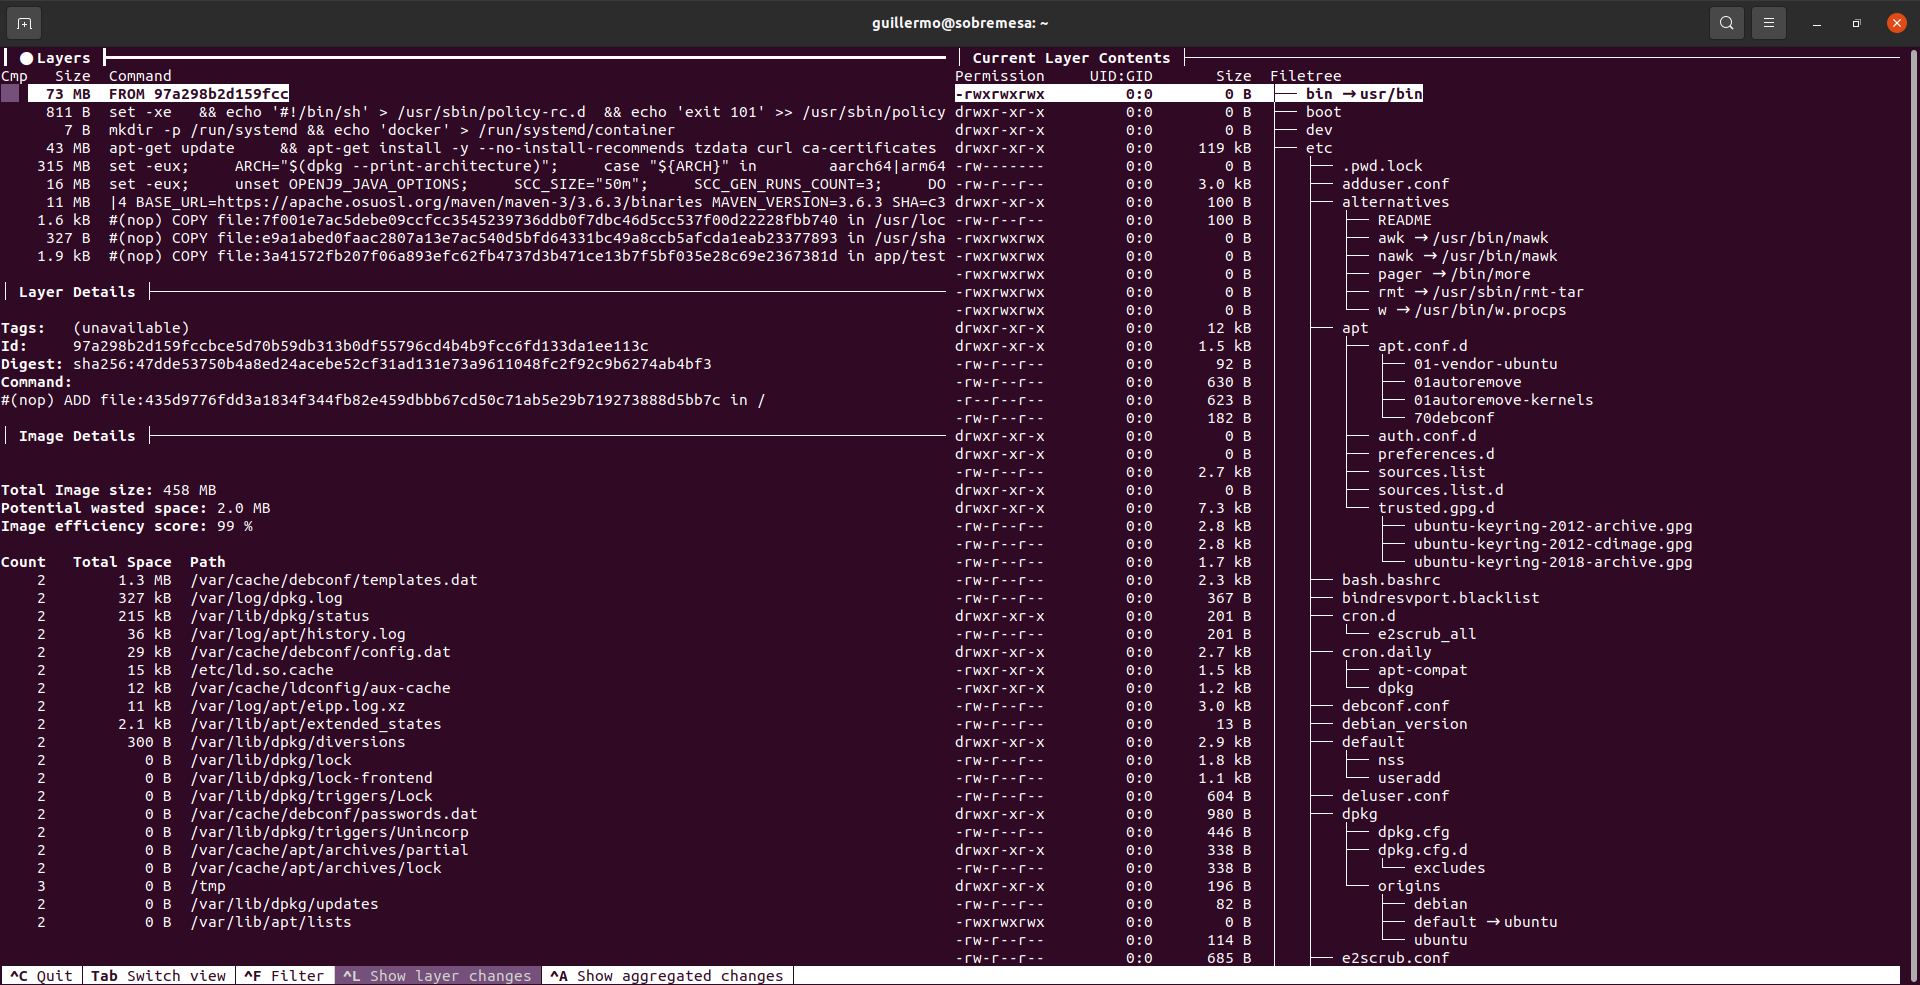 guillermo@sobremesa: ~
Layers
Cmp Size Command
73 MB FROM 97a298b2d159fcc
811 B set -xe && echo '#!/bin/sh' > /usr/sbin/policy-rc.d && echo 'exit 101' >> /usr/sbin/policy
7 B mkdir -p /run/systemd && echo 'docker' > /run/systemd/container
43 MB apt-get update && apt-get install -y --no-install-recommends tzdata curl ca-certificates
315 MB set -eux; ARCH="$(dpkg --print-architecture)"; case "${ARCH}" in aarch64|arm64
16 MB set -eux; unset OPENJ9_JAVA_OPTIONS; SCC_SIZE="50m"; SCC_GEN_RUNS_COUNT=3; DO
11 MB |4 BASE_URL=https://apache.osuosl.org/maven/maven-3/3.6.3/binaries MAVEN_VERSION=3.6.3 SHA=c3
1.6 kB #(nop) COPY file:7f001e7ac5debe09ccfcc3545239736ddb0f7dbc46d5cc537f00d22228fbb740 in /usr/loc
327 B #(nop) COPY file:e9a1abed0faac2807a13e7ac540d5bfd64331bc49a8ccb5afcda1eab23377893 in /usr/sha
1.9 kB #(nop) COPY file:3a41572fb207f06a893efc62fb4737d3b471ce13b7f5bf035e28c69e2367381d in app/test
Layer Details
Tags: (unavailable)
Id: 97a298b2d159fccbce5d70b59db313b0df55796cd4b4b9fcc6fd133da1ee113c
Digest: sha256:47dde53750b4a8ed24acebe52cf31ad131e73a9611048fc2f92c9b6274ab4bf3
Command:
#(nop) ADD file:435d9776fdd3a1834f344fb82e459dbbb67cd50c71ab5e29b719273888d5bb7c in /
Image Details
Total Image size: 458 MB
Potential wasted space: 2.0 MB
Image efficiency score: 99 %
Count Total Space Path
2 1.3 MB /var/cache/debconf/templates.dat
2 327 kB /var/log/dpkg.log
2 215 kB /var/lib/dpkg/status
2 36 kB /var/log/apt/history.log
2 29 kB /var/cache/debconf/config.dat
2 15 kB /etc/ld.so.cache
2 12 kB /var/cache/ldconfig/aux-cache
2 11 kB /var/log/apt/eipp.log.xz
2 2.1 kB /var/lib/apt/extended_states
2 300 B /var/lib/dpkg/diversions
2 0 B /var/lib/dpkg/lock
2 0 B /var/lib/dpkg/lock-frontend
2 0 B /var/lib/dpkg/triggers/Lock
2 0 B /var/cache/debconf/passwords.dat
2 0 B /var/lib/dpkg/triggers/Unincorp
2 0 B /var/cache/apt/archives/partial
2 0 B /var/cache/apt/archives/lock
3 0 B /tmp
2 0 B /var/lib/dpkg/updates
2 0 B /var/lib/apt/lists
Current Layer Contents
Permission UID:GID Size Filetree
-rwxrwxrwx 0:0 0 B bin → usr/bin
drwxr-xr-x 0:0 0 B boot
drwxr-xr-x 0:0 0 B dev
drwxr-xr-x 0:0 119 kB etc
-rw------- 0:0 0 B .pwd.lock
-rw-r--r-- 0:0 3.0 kB adduser.conf
drwxr-xr-x 0:0 100 B alternatives
-rw-r--r-- 0:0 100 B README
-rwxrwxrwx 0:0 0 B awk → /usr/bin/mawk
-rwxrwxrwx 0:0 0 B nawk → /usr/bin/mawk
-rwxrwxrwx 0:0 0 B pager → /bin/more
-rwxrwxrwx 0:0 0 B rmt → /usr/sbin/rmt-tar
-rwxrwxrwx 0:0 0 B w → /usr/bin/w.procps
drwxr-xr-x 0:0 12 kB apt
drwxr-xr-x 0:0 1.5 kB apt.conf.d
-rw-r--r-- 0:0 92 B 01-vendor-ubuntu
-rw-r--r-- 0:0 630 B 01autoremove
-r--r--r-- 0:0 623 B 01autoremove-kernels
-rw-r--r-- 0:0 182 B 70debconf
drwxr-xr-x 0:0 0 B auth.conf.d
drwxr-xr-x 0:0 0 B preferences.d
-rw-r--r-- 0:0 2.7 kB sources.list
drwxr-xr-x 0:0 0 B sources.list.d
drwxr-xr-x 0:0 7.3 kB trusted.gpg.d
-rw-r--r-- 0:0 2.8 kB ubuntu-keyring-2012-archive.gpg
-rw-r--r-- 0:0 2.8 kB ubuntu-keyring-2012-cdimage.gpg
-rw-r--r-- 0:0 1.7 kB ubuntu-keyring-2018-archive.gpg
-rw-r--r-- 0:0 2.3 kB bash.bashrc
-rw-r--r-- 0:0 367 B bindresvport.blacklist
drwxr-xr-x 0:0 201 B cron.d
-rw-r--r-- 0:0 201 B e2scrub_all
drwxr-xr-x 0:0 2.7 kB cron.daily
-rwxr-xr-x 0:0 1.5 kB apt-compat
-rwxr-xr-x 0:0 1.2 kB dpkg
-rw-r--r-- 0:0 3.0 kB debconf.conf
-rw-r--r-- 0:0 13 B debian_version
drwxr-xr-x 0:0 2.9 kB default
-rw-r--r-- 0:0 1.8 kB nss
-rw-r--r-- 0:0 1.1 kB useradd
-rw-r--r-- 0:0 604 B deluser.conf
drwxr-xr-x 0:0 980 B dpkg
-rw-r--r-- 0:0 446 B dpkg.cfg
drwxr-xr-x 0:0 338 B dpkg.cfg.d
-rw-r--r-- 0:0 338 B excludes
drwxr-xr-x 0:0 196 B origins
-rw-r--r-- 0:0 82 B debian
-rwxrwxrwx 0:0 0 B default → ubuntu
-rw-r--r-- 0:0 114 B ubuntu
-rw-r--r-- 0:0 685 B e2scrub.conf
^C Quit Tab Switch view ^F Filter ^L Show layer changes ^A Show aggregated changes